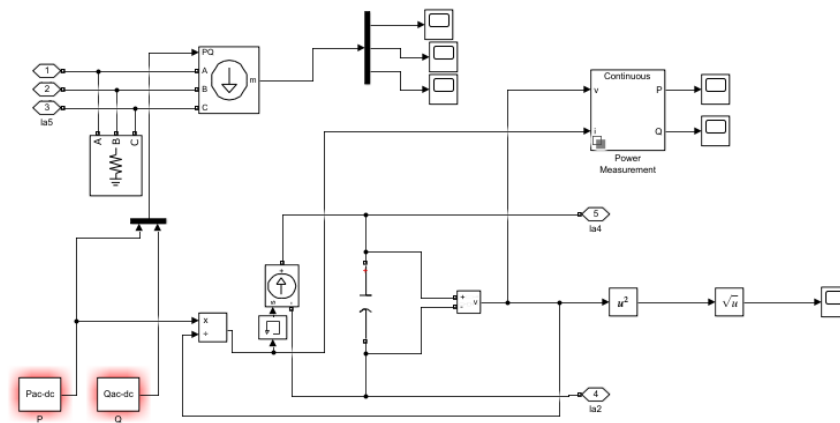 PQ
A
B
C
m
1
2
3
Ia5
A B C
Continuous
v
i
P
Q
Power
Measurement
5
Ia4
+
-
s
+
-
v
+
x
÷
u²
√u
4
Ia2
Pac-dc
P
Qac-dc
Q